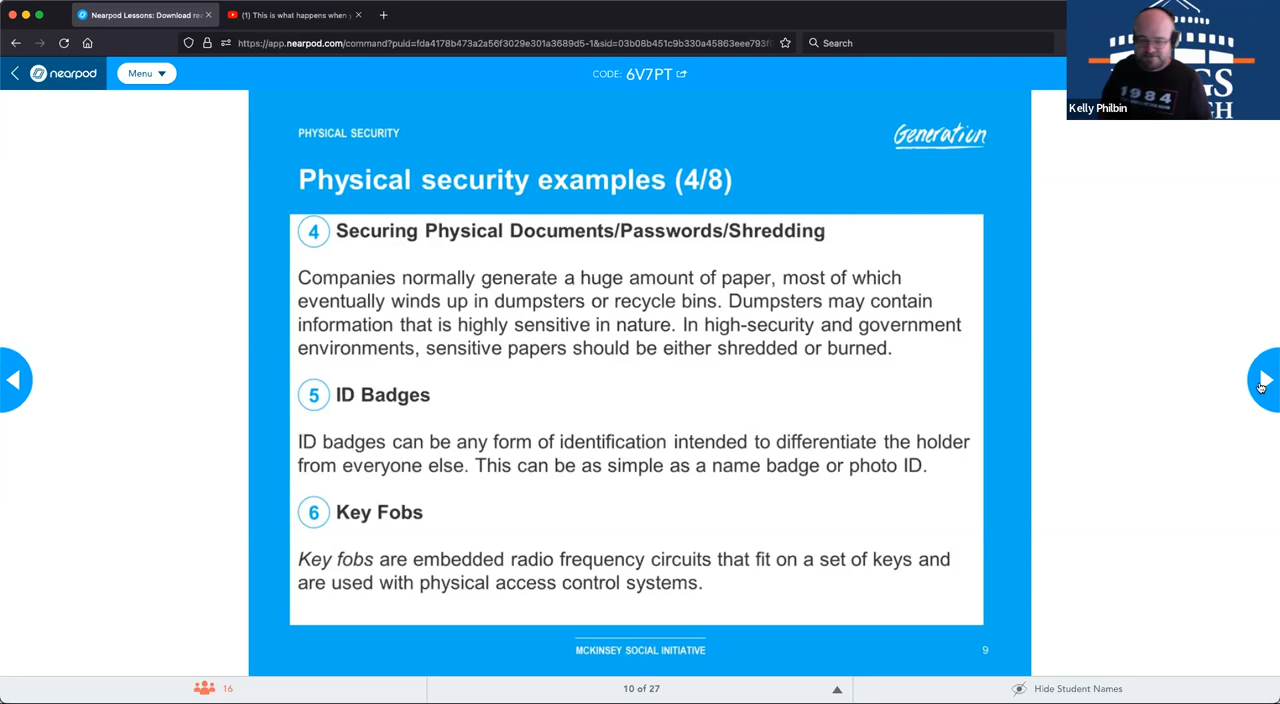 Nearpod Lessons: Download rea
(1) This is what happens when y
https://app.nearpod.com/command?puid=fda4178b473a2a56f3029e301a3689d5-1&sid=03b08b451c9b330a45863eee793f
Search
nearpod
Menu
CODE: 6V7PT
1984
GS
GH
Kelly Philbin
PHYSICAL SECURITY
Generation
Physical security examples (4/8)
4 Securing Physical Documents/Passwords/Shredding
Companies normally generate a huge amount of paper, most of which
eventually winds up in dumpsters or recycle bins. Dumpsters may contain
information that is highly sensitive in nature. In high-security and government
environments, sensitive papers should be either shredded or burned.
5 ID Badges
ID badges can be any form of identification intended to differentiate the holder
from everyone else. This can be as simple as a name badge or photo ID.
6 Key Fobs
Key fobs are embedded radio frequency circuits that fit on a set of keys and
are used with physical access control systems.
MCKINSEY SOCIAL INITIATIVE
9
16
10 of 27
Hide Student Names